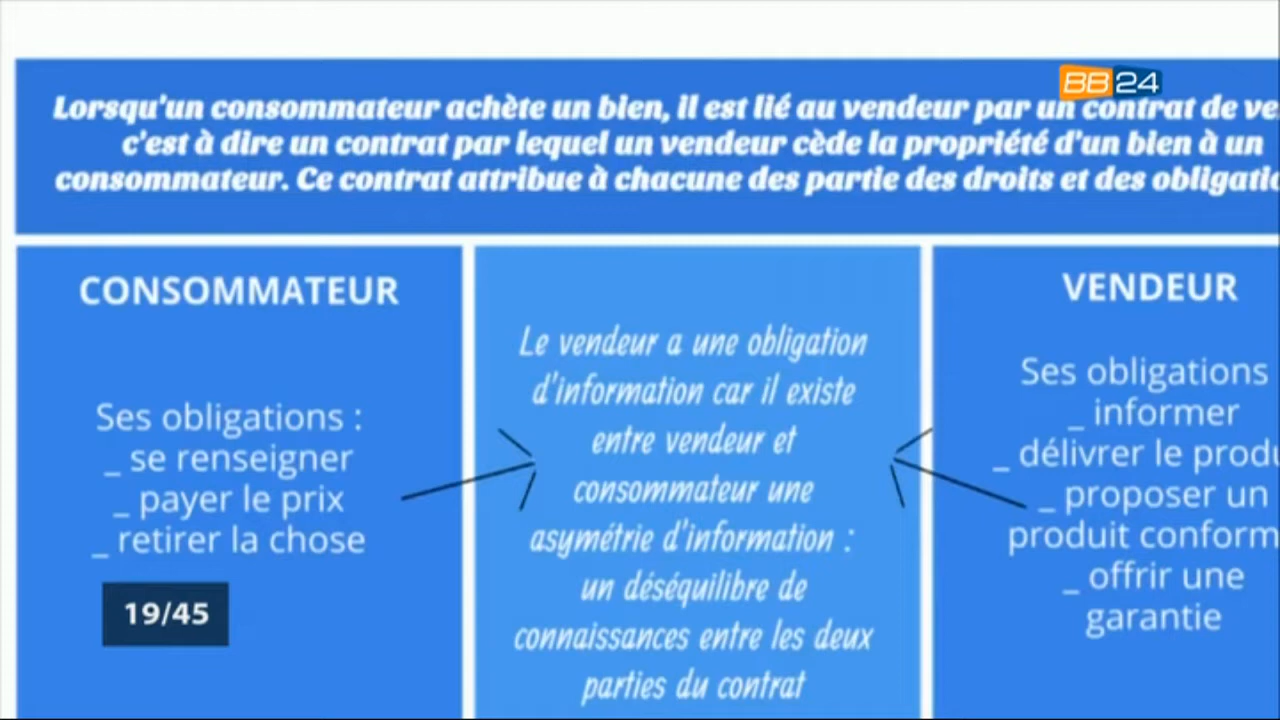 BB24
Lorsqu'un consommateur achète un bien, il est lié au vendeur par un contrat de
c'est à dire un contrat par lequel un vendeur cède la propriété d'un bien à un
consommateur. Ce contrat attribue à chacune des partie des droits et des
CONSOMMATEUR
Ses obligations :
_ se renseigner
_ payer le prix
_ retirer la chose
19/45
Le vendeur a une obligation
d'information car il existe
entre vendeur et
consommateur une
asymétrie d'information :
un déséquilibre de
connaissances entre les deux
parties du contrat
VENDEUR
Ses obligations
_ informer
_ délivrer le
_ proposer un
produit
_ offrir une
garantie